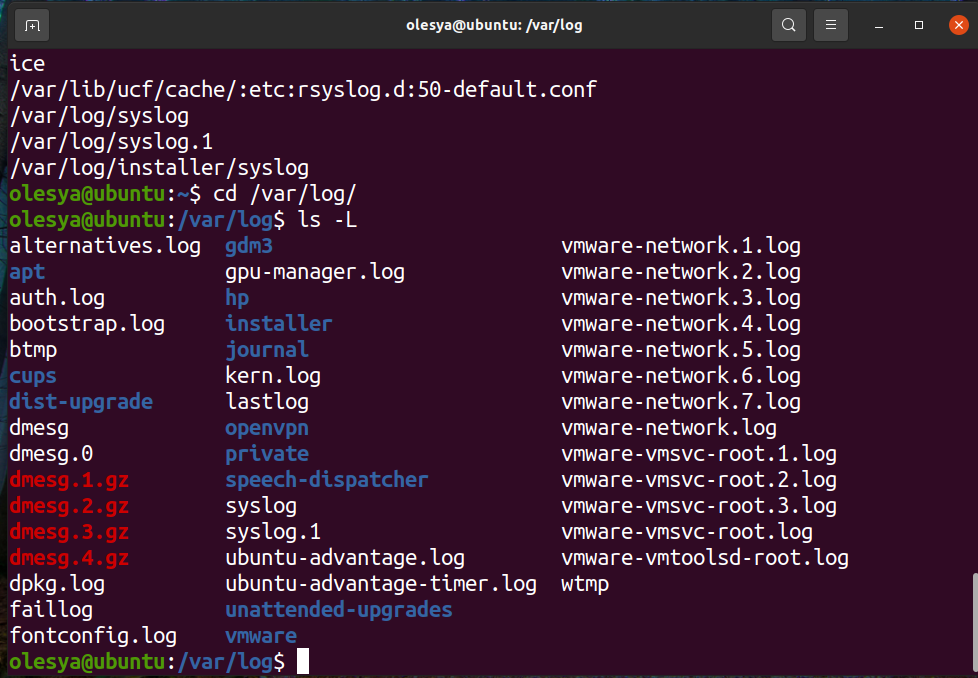 olesya@ubuntu: /var/log
ice
/var/lib/ucf/cache/:etc:rsyslog.d:50-default.conf
/var/log/syslog
/var/log/syslog.1
/var/log/installer/syslog
olesya@ubuntu:~$ cd /var/log/
olesya@ubuntu:/var/log$ ls -L
alternatives.log gdm3 vmware-network.1.log
apt gpu-manager.log vmware-network.2.log
auth.log hp vmware-network.3.log
bootstrap.log installer vmware-network.4.log
btmp journal vmware-network.5.log
cups kern.log vmware-network.6.log
dist-upgrade lastlog vmware-network.7.log
dmesg openvpn vmware-network.log
dmesg.0 private vmware-vmsvc-root.1.log
dmesg.1.gz speech-dispatcher vmware-vmsvc-root.2.log
dmesg.2.gz syslog vmware-vmsvc-root.3.log
dmesg.3.gz syslog.1 vmware-vmsvc-root.log
dmesg.4.gz ubuntu-advantage.log vmware-vmtoolsd-root.log
dpkg.log ubuntu-advantage-timer.log wtmp
faillog unattended-upgrades
fontconfig.log vmware
olesya@ubuntu:/var/log$